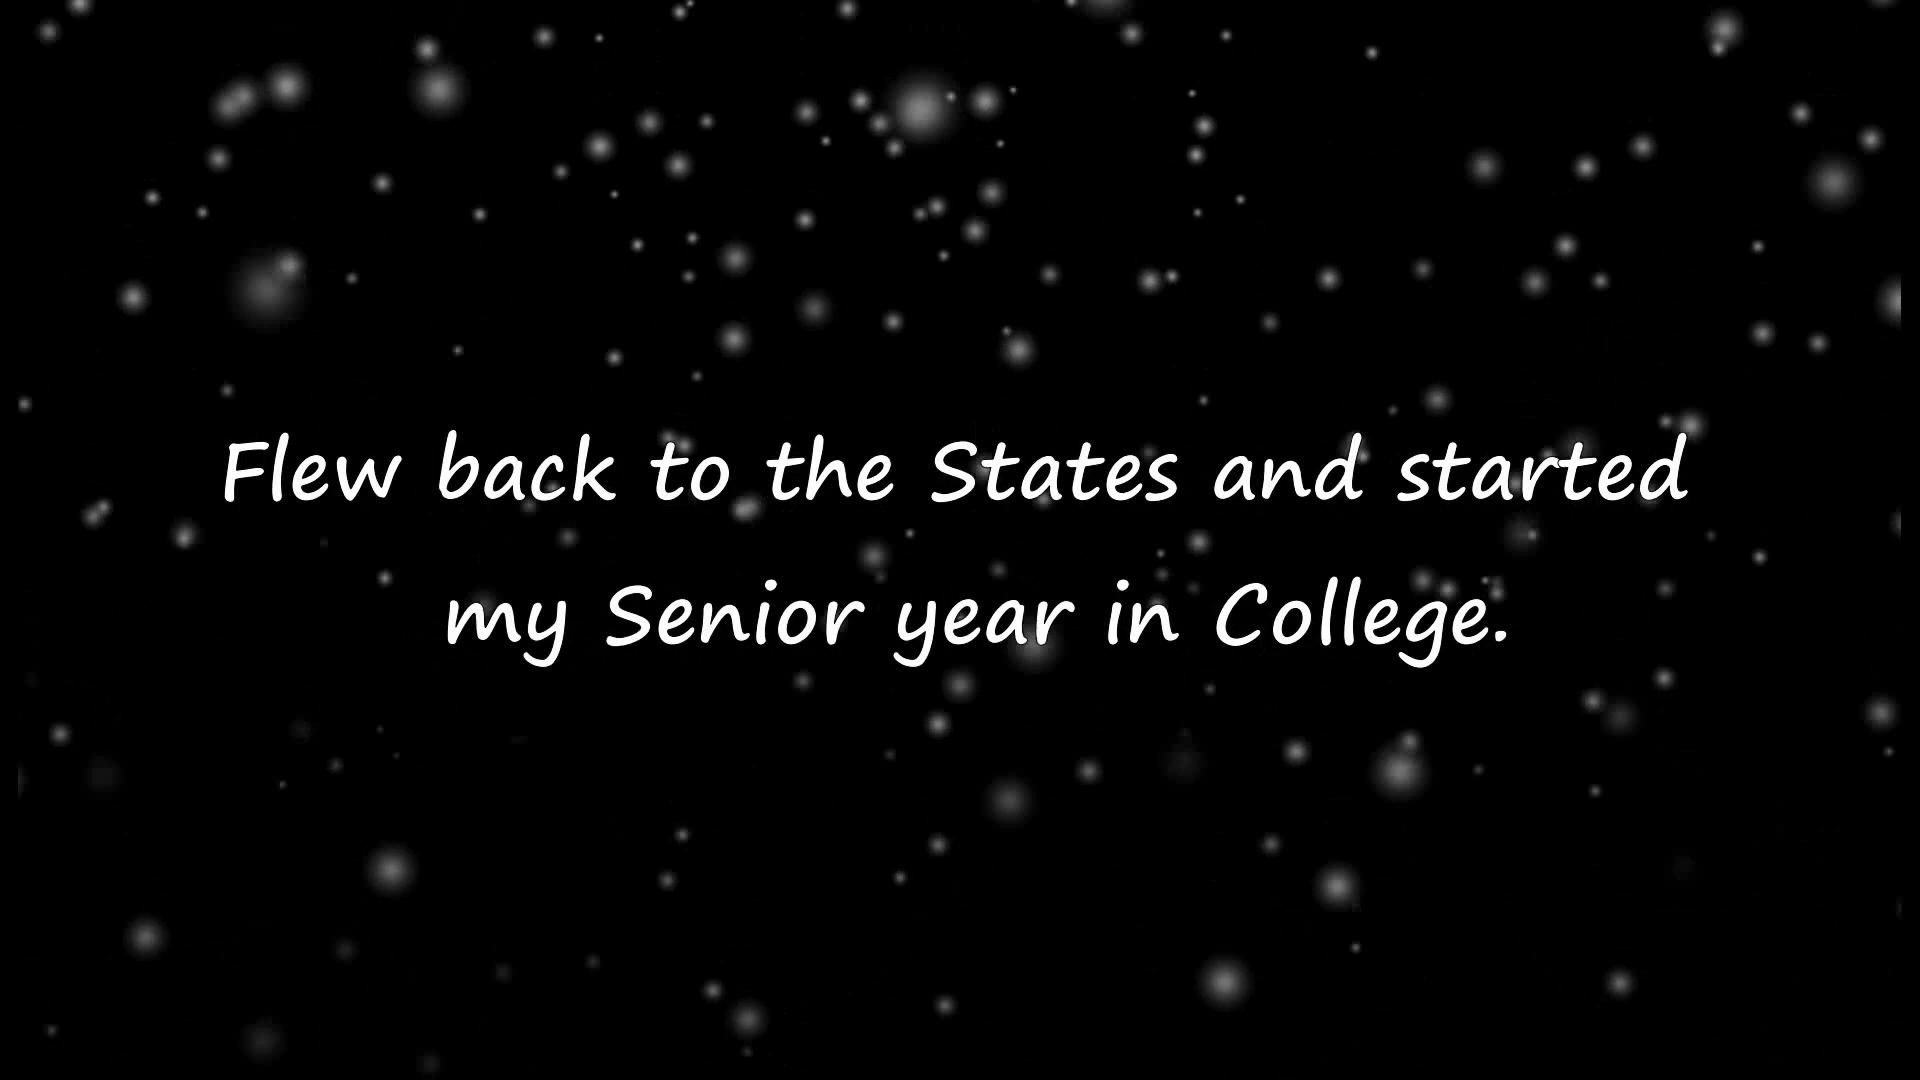 Flew back to the States and started
my Senior year in College.